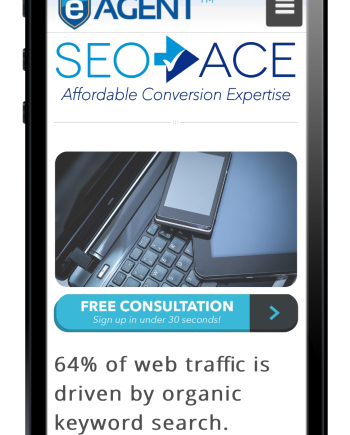 e AGENT™
SEO ACE
Affordable Conversion Expertise
FREE CONSULTATION
Sign up in under 30 seconds!
64% of web traffic is
driven by organic
keyword search.